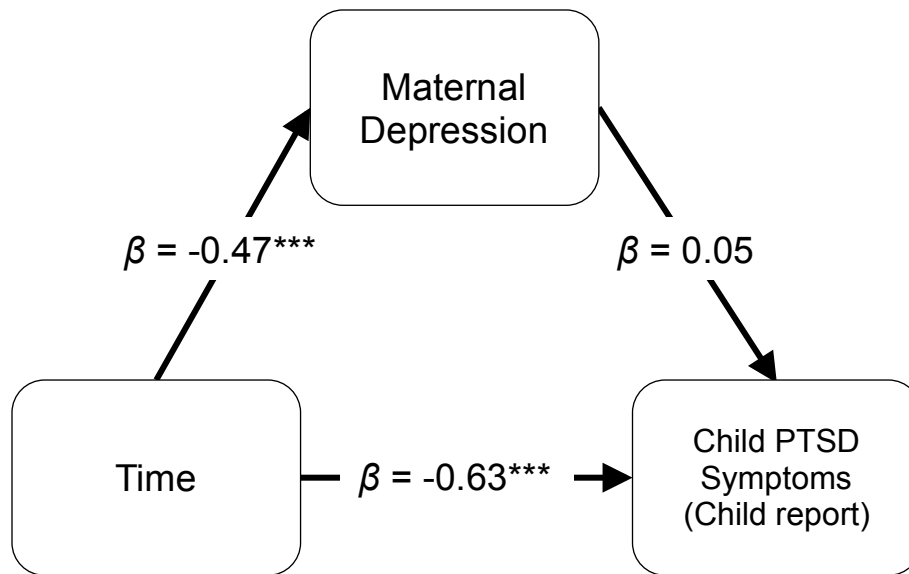 Maternal
Depression
β = -0.47***
β = 0.05
Time
β = -0.63***
Child PTSD
Symptoms
(Child report)